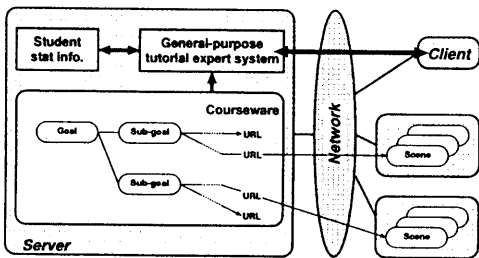 Student
stat info.
General-purpose
tutorial expert system
Client
Courseware
Goal
Sub-goal
URL
URL
Sub-goal
URL
URL
Network
Scene
Scene
Server